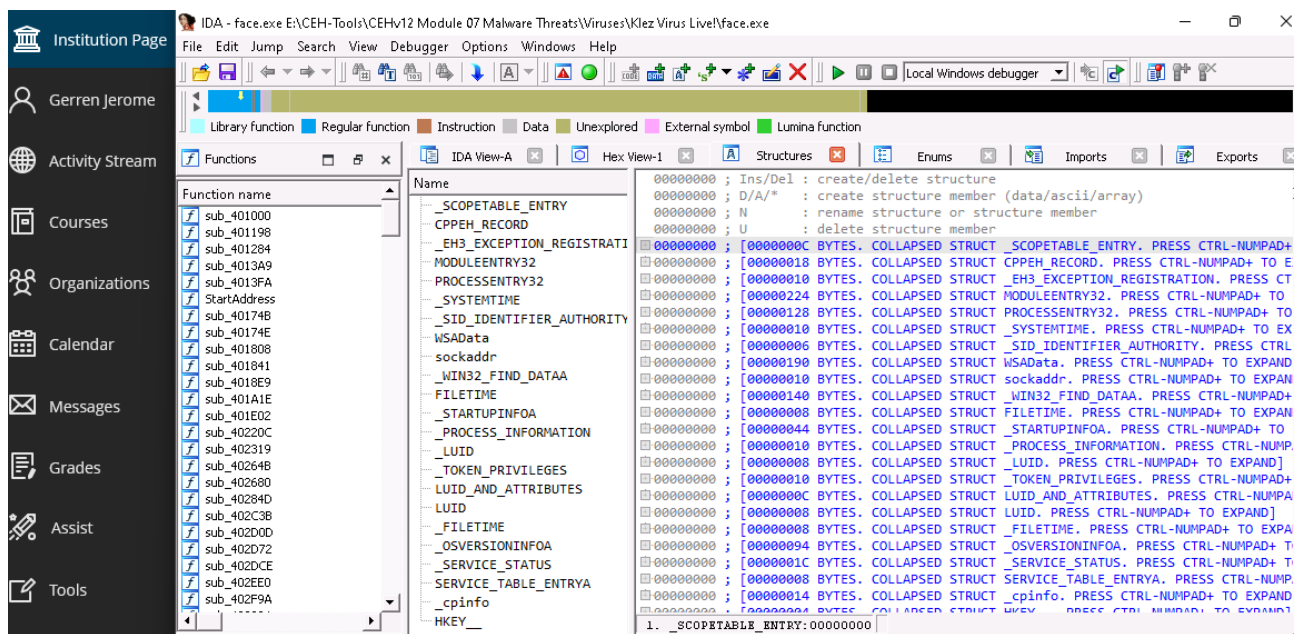 Institution Page
Gerren Jerome
Activity Stream
Courses
Organizations
Calendar
Messages
Grades
Assist
Tools
IDA - face.exe E:\CEH-Tools\CEHv12 Module 07 Malware Threats\Viruses\Klez Virus Live!\face.exe
File Edit Jump Search View Debugger Options Windows Help
Local Windows debugger
Library function Regular function Instruction Data Unexplored External symbol Lumina function
Functions
Function name
sub_401000
sub_401198
sub_401284
sub_4013A9
sub_4013FA
StartAddress
sub_40174B
sub_40174E
sub_401808
sub_401841
sub_4018E9
sub_401A1E
sub_401E02
sub_40220C
sub_402319
sub_40264B
sub_402680
sub_40284D
sub_402C3B
sub_402D0D
sub_402D72
sub_402DCE
sub_402EE0
sub_402F9A
IDA View-A Hex View-1 Structures Enums Imports Exports
Name
_SCOPETABLE_ENTRY
CPPEH_RECORD
_EH3_EXCEPTION_REGISTRATI
MODULEENTRY32
PROCESSENTRY32
_SYSTEMTIME
_SID_IDENTIFIER_AUTHORITY
WSAData
sockaddr
_WIN32_FIND_DATAA
FILETIME
_STARTUPINFOA
_PROCESS_INFORMATION
_LUID
_TOKEN_PRIVILEGES
LUID_AND_ATTRIBUTES
LUID
_FILETIME
_OSVERSIONINFOA
_SERVICE_STATUS
SERVICE_TABLE_ENTRYA
_cpinfo
HKEY__
00000000 ; Ins/Del : create/delete structure
00000000 ; D/A/* : create structure member (data/ascii/array)
00000000 ; N : rename structure or structure member
00000000 ; U : delete structure member
00000000 ; [0000000C BYTES. COLLAPSED STRUCT _SCOPETABLE_ENTRY. PRESS CTRL-NUMPAD+
00000000 ; [00000018 BYTES. COLLAPSED STRUCT CPPEH_RECORD. PRESS CTRL-NUMPAD+ TO E
00000000 ; [00000010 BYTES. COLLAPSED STRUCT _EH3_EXCEPTION_REGISTRATION. PRESS CT
00000000 ; [00000224 BYTES. COLLAPSED STRUCT MODULEENTRY32. PRESS CTRL-NUMPAD+ TO
00000000 ; [00000128 BYTES. COLLAPSED STRUCT PROCESSENTRY32. PRESS CTRL-NUMPAD+ TO
00000000 ; [00000010 BYTES. COLLAPSED STRUCT _SYSTEMTIME. PRESS CTRL-NUMPAD+ TO EX
00000000 ; [00000006 BYTES. COLLAPSED STRUCT _SID_IDENTIFIER_AUTHORITY. PRESS CTRL
00000000 ; [00000190 BYTES. COLLAPSED STRUCT WSAData. PRESS CTRL-NUMPAD+ TO EXPAND
00000000 ; [00000010 BYTES. COLLAPSED STRUCT sockaddr. PRESS CTRL-NUMPAD+ TO EXPAN
00000000 ; [00000140 BYTES. COLLAPSED STRUCT _WIN32_FIND_DATAA. PRESS CTRL-NUMPAD+
00000000 ; [00000008 BYTES. COLLAPSED STRUCT FILETIME. PRESS CTRL-NUMPAD+ TO EXPAN
00000000 ; [00000044 BYTES. COLLAPSED STRUCT _STARTUPINFOA. PRESS CTRL-NUMPAD+ TO
00000000 ; [00000010 BYTES. COLLAPSED STRUCT _PROCESS_INFORMATION. PRESS CTRL-NUMP
00000000 ; [00000008 BYTES. COLLAPSED STRUCT _LUID. PRESS CTRL-NUMPAD+ TO EXPAND]
00000000 ; [00000010 BYTES. COLLAPSED STRUCT _TOKEN_PRIVILEGES. PRESS CTRL-NUMPAD+
00000000 ; [0000000C BYTES. COLLAPSED STRUCT LUID_AND_ATTRIBUTES. PRESS CTRL-NUMPA
00000000 ; [00000008 BYTES. COLLAPSED STRUCT LUID. PRESS CTRL-NUMPAD+ TO EXPAND]
00000000 ; [00000008 BYTES. COLLAPSED STRUCT _FILETIME. PRESS CTRL-NUMPAD+ TO EXPA
00000000 ; [00000094 BYTES. COLLAPSED STRUCT _OSVERSIONINFOA. PRESS CTRL-NUMPAD+ T
00000000 ; [0000001C BYTES. COLLAPSED STRUCT _SERVICE_STATUS. PRESS CTRL-NUMPAD+ T
00000000 ; [00000008 BYTES. COLLAPSED STRUCT SERVICE_TABLE_ENTRYA. PRESS CTRL-NUMP
00000000 ; [00000014 BYTES. COLLAPSED STRUCT _cpinfo. PRESS CTRL-NUMPAD+ TO EXPAND
00000000 ; [00000004 BYTES. COLLAPSED STRUCT HKEY__. PRESS CTRL-NUMPAD+ TO EXPAND]
1. _SCOPETABLE_ENTRY:00000000